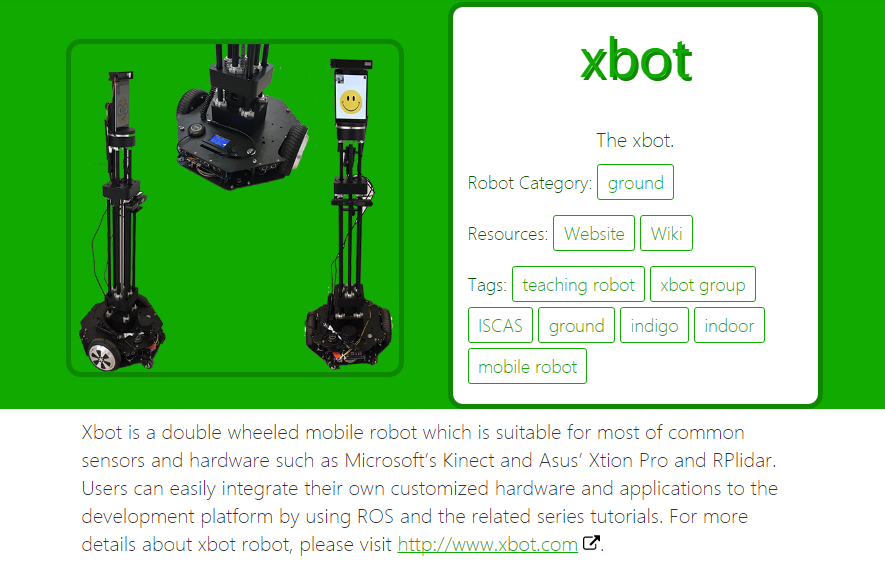 xbot
The xbot.
Robot Category: ground
Resources: Website Wiki
Tags: teaching robot xbot group
ISCAS ground indigo indoor
mobile robot
Xbot is a double wheeled mobile robot which is suitable for most of common
sensors and hardware such as Microsoft’s Kinect and Asus’ Xtion Pro and RPlidar.
Users can easily integrate their own customized hardware and applications to the
development platform by using ROS and the related series tutorials. For more
details about xbot robot, please visit http://www.xbot.com.